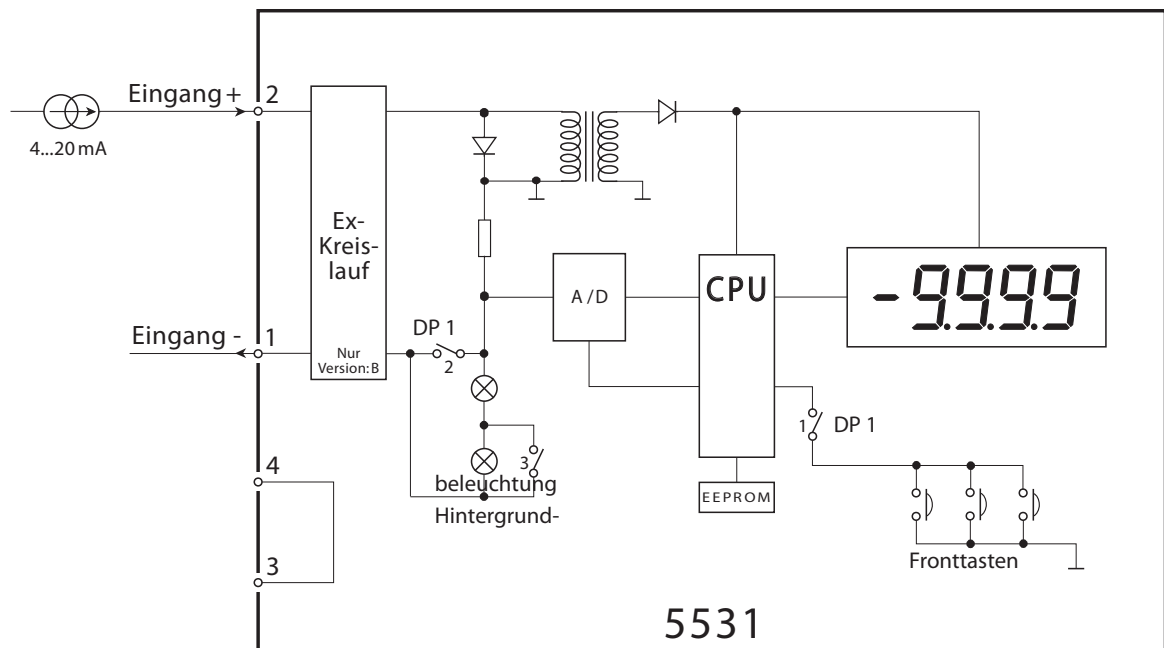 Eingang +
2
4...20 mA
Ex-
Kreis-
lauf
A / D
CPU
-9.9.9.9
Eingang -
1
Nur
Version: B
DP 1
2
1
DP 1
3
4
beleuchtung
Hintergrund-
EEPROM
3
Fronttasten
5531